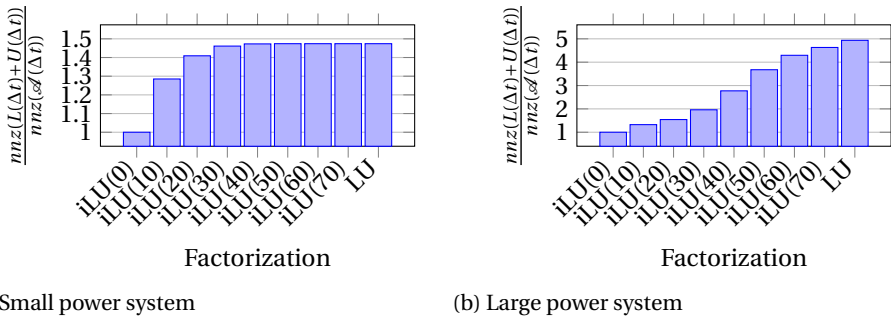 nnz(L(Δt)+U(Δt))
nnz(𝒜(Δt))
1.5
1.4
1.3
1.2
1.1
1
iLU(0)
iLU(10)
iLU(20)
iLU(30)
iLU(40)
iLU(50)
iLU(60)
iLU(70)
LU
Factorization
Small power system
nnz(L(Δt)+U(Δt))
nnz(𝒜(Δt))
5
4
3
2
1
iLU(0)
iLU(10)
iLU(20)
iLU(30)
iLU(40)
iLU(50)
iLU(60)
iLU(70)
LU
Factorization
(b) Large power system